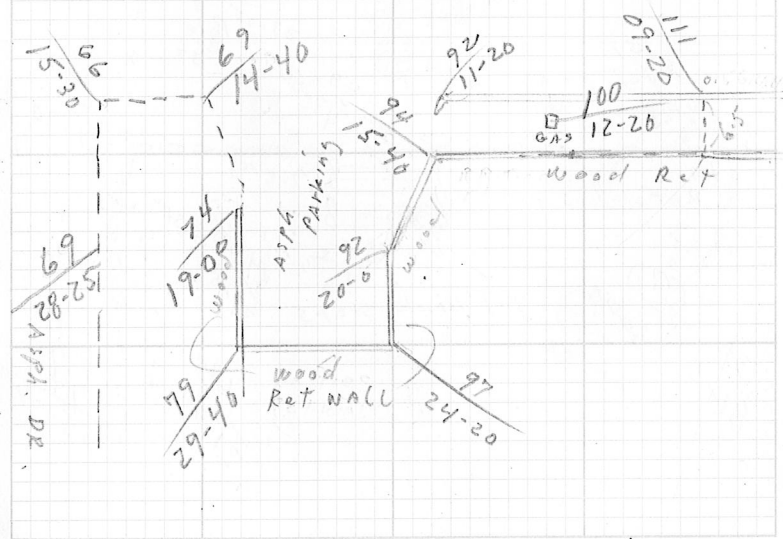 66
15-30
69
14-40
92
11-20
111
09-20
100
12-20
GAS
6.5
94
15-40
Wood Ret
Asph
Parking
74
19-00
wood
92
20-0
wood
69
28-25
Asph. DR
wood
Ret WALL
79
29-40
97
24-20